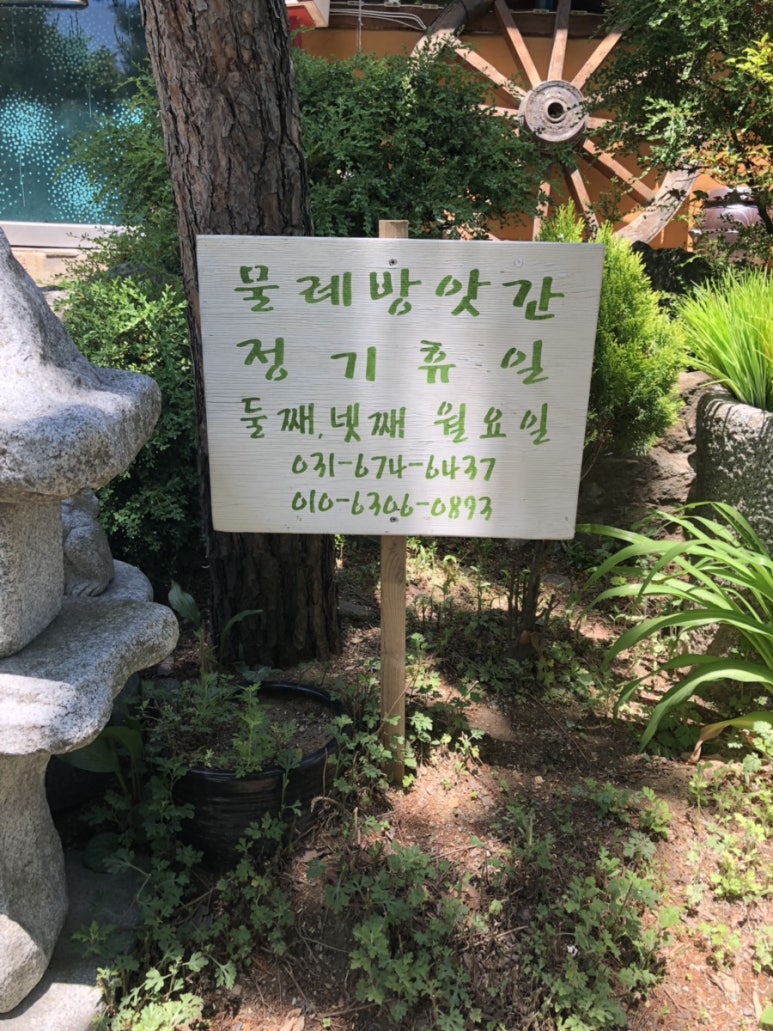 물레방앗간
정기휴일
둘째, 넷째 월요일
031-674-6437
010-6306-0893